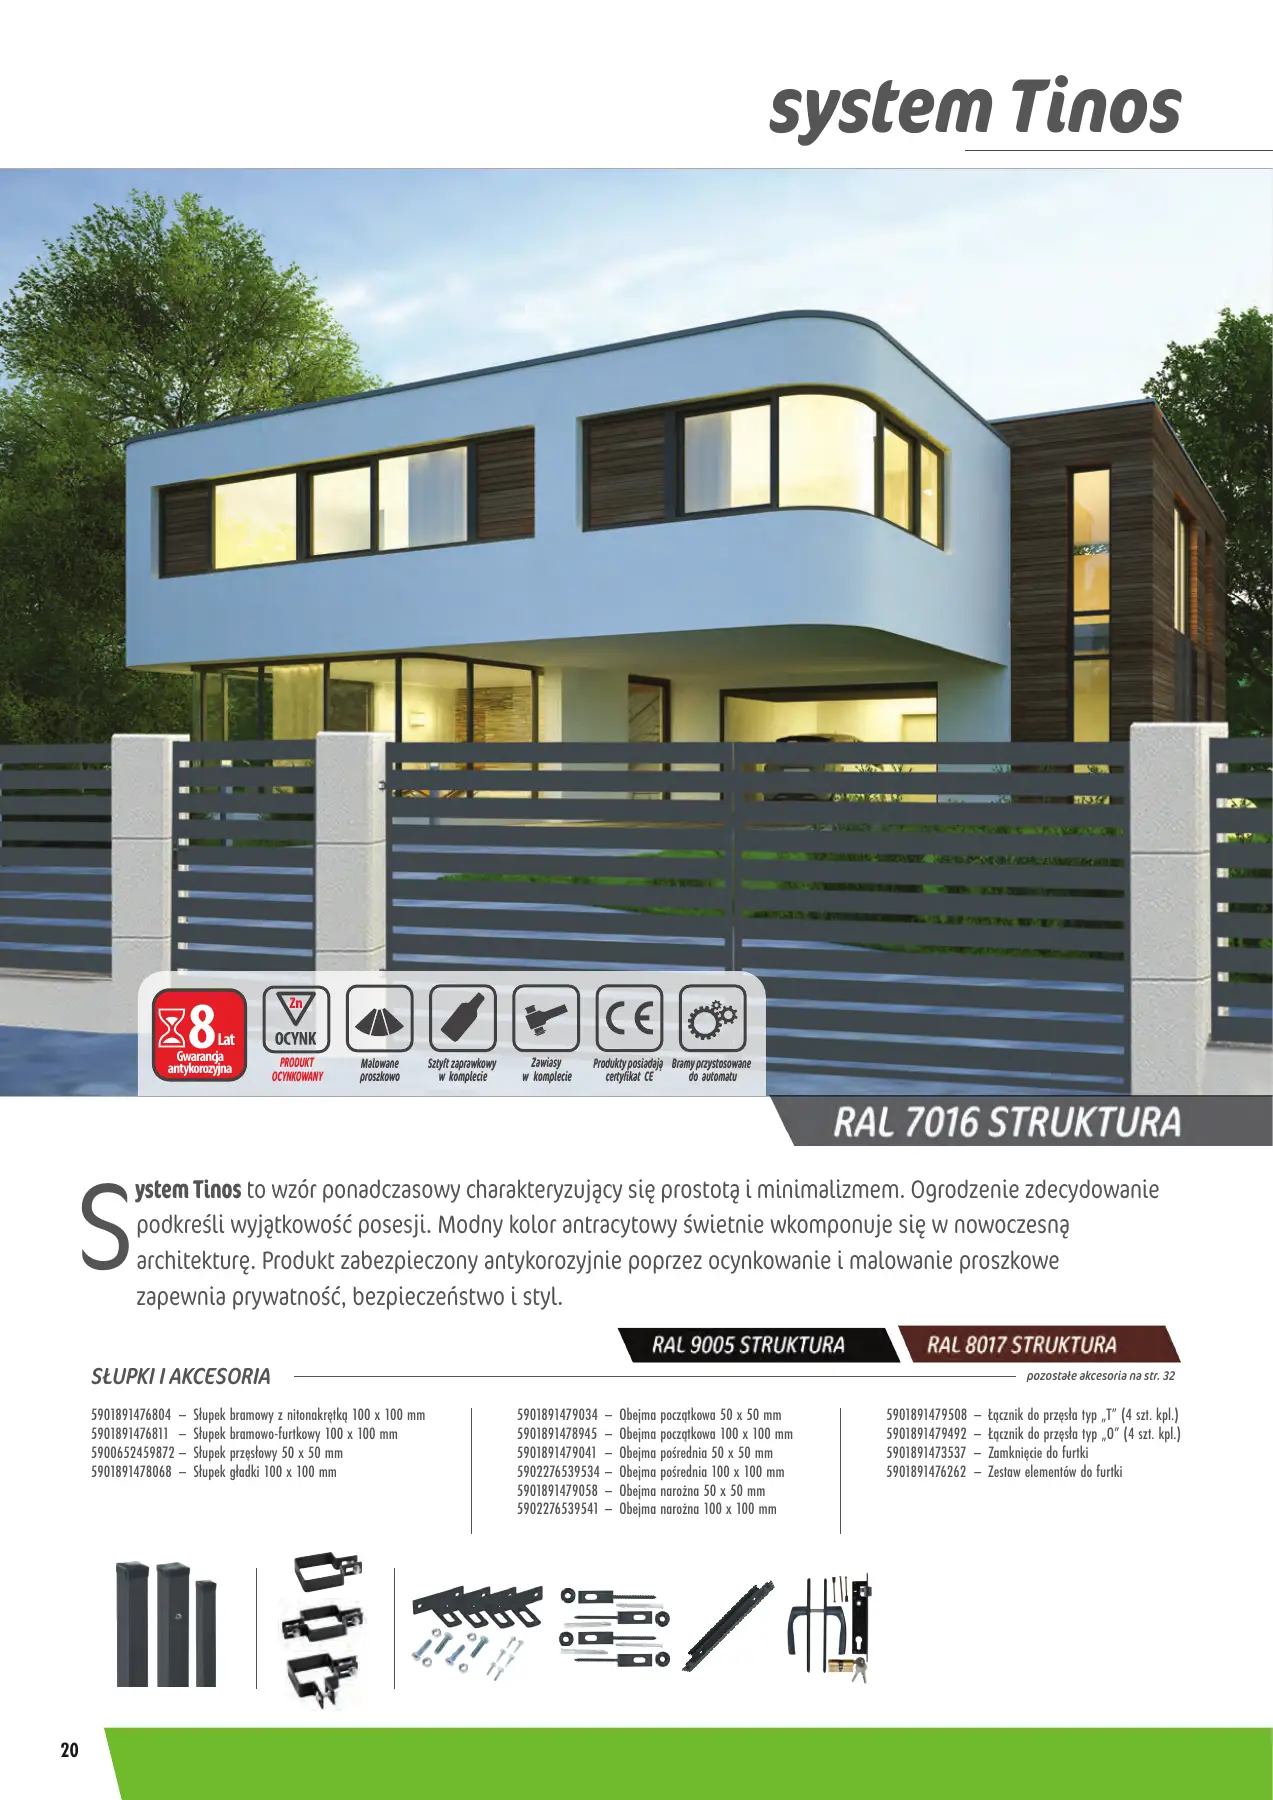 system Tinos
8 Lat
Gwarancja
antykorozyjna
Zn
OCYNK
PRODUKT
OCYNKOWANY
Malowane
proszkowo
Sztyft zaprawkowy
w komplecie
Zawiasy
w komplecie
CE
Produkty posiadają
certyfikat CE
Bramy przystosowane
do automatu
RAL 7016 STRUKTURA
System Tinos to wzór ponadczasowy charakteryzujący się prostotą i minimalizmem. Ogrodzenie zdecydowanie
podkreśli wyjątkowość posesji. Modny kolor antracytowy świetnie wkomponuje się w nowoczesną
architekturę. Produkt zabezpieczony antykorozyjnie poprzez ocynkowanie i malowanie proszkowe
zapewnia prywatność, bezpieczeństwo i styl.
RAL 9005 STRUKTURA
RAL 8017 STRUKTURA
SŁUPKI I AKCESORIA
pozostałe akcesoria na str. 32
5901891476804 – Słupek bramowy z nitonakrętką 100 x 100 mm
5901891476811 – Słupek bramowo-furtkowy 100 x 100 mm
5900652459872 – Słupek przęsłowy 50 x 50 mm
5901891478068 – Słupek gładki 100 x 100 mm
5901891479034 – Obejma początkowa 50 x 50 mm
5901891478945 – Obejma początkowa 100 x 100 mm
5901891479041 – Obejma pośrednia 50 x 50 mm
5902276539534 – Obejma pośrednia 100 x 100 mm
5901891479058 – Obejma narożna 50 x 50 mm
5902276539541 – Obejma narożna 100 x 100 mm
5901891479508 – Łącznik do przęsła typ „T” (4 szt. kpl.)
5901891479492 – Łącznik do przęsła typ „O” (4 szt. kpl.)
5901891473537 – Zamknięcie do furtki
5901891476262 – Zestaw elementów do furtki
20